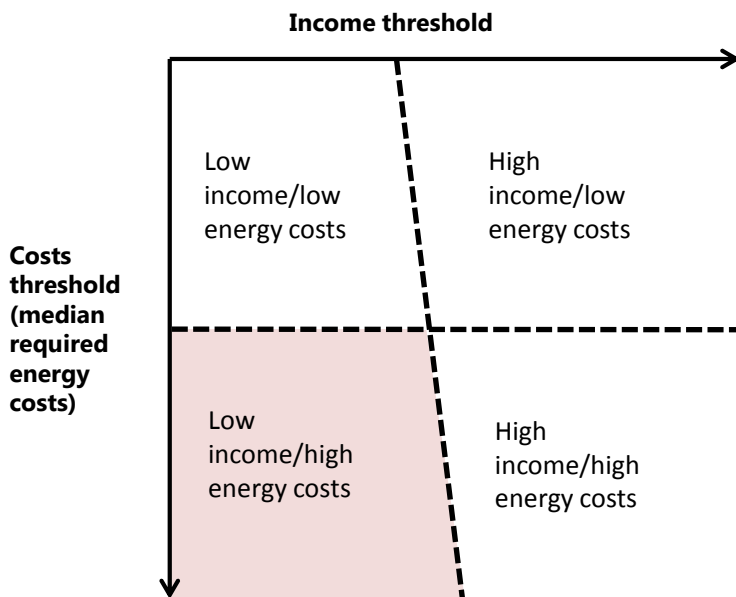 Income threshold
Low
income/low
energy costs
High
income/low
energy costs
Costs
threshold
(median
required
energy
costs)
Low
income/high
energy costs
High
income/high
energy costs